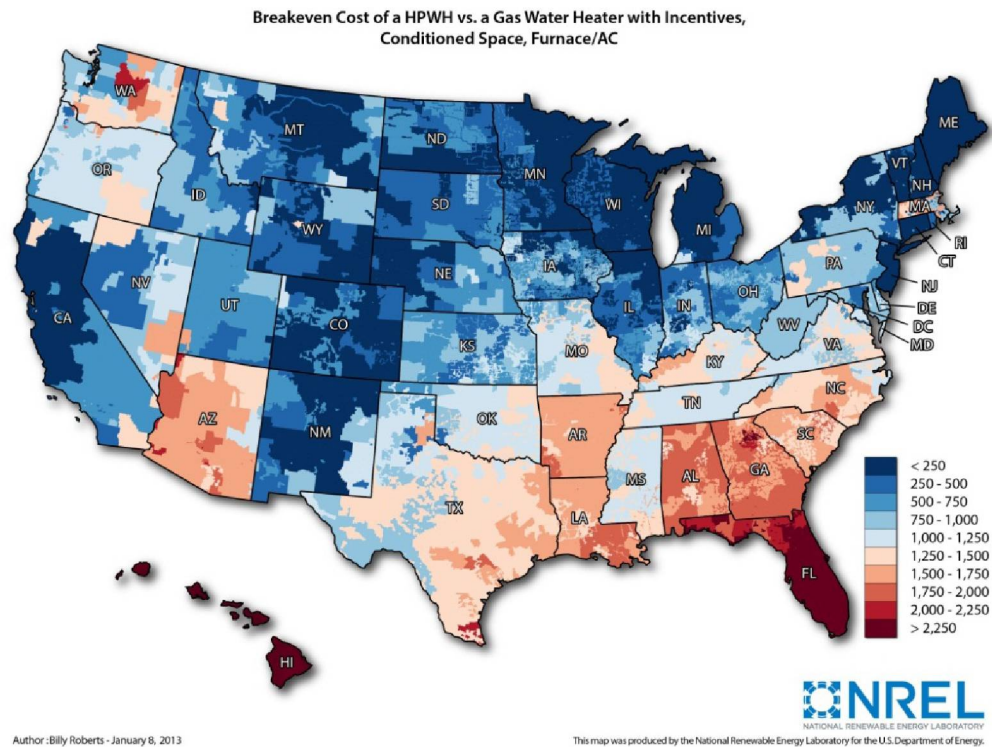 Breakeven Cost of a HPWH vs. a Gas Water Heater with Incentives,
Conditioned Space, Furnace/AC
WA
MT
ND
MN
ME
OR
ID
SD
WI
VT
NH
NY
MA
WY
MI
RI
CT
NV
UT
NE
IA
PA
NJ
CA
CO
IL
IN
OH
DE
DC
MD
KS
MO
WV
VA
KY
AZ
NM
OK
TN
NC
AR
SC
TX
LA
MS
AL
GA
FL
HI
< 250
250 - 500
500 - 750
750 - 1,000
1,000 - 1,250
1,250 - 1,500
1,500 - 1,750
1,750 - 2,000
2,000 - 2,250
> 2,250
NREL
NATIONAL RENEWABLE ENERGY LABORATORY
Author :Billy Roberts - January 8, 2013
This map was produced by the National Renewable Energy Laboratory for the U.S. Department of Energy.